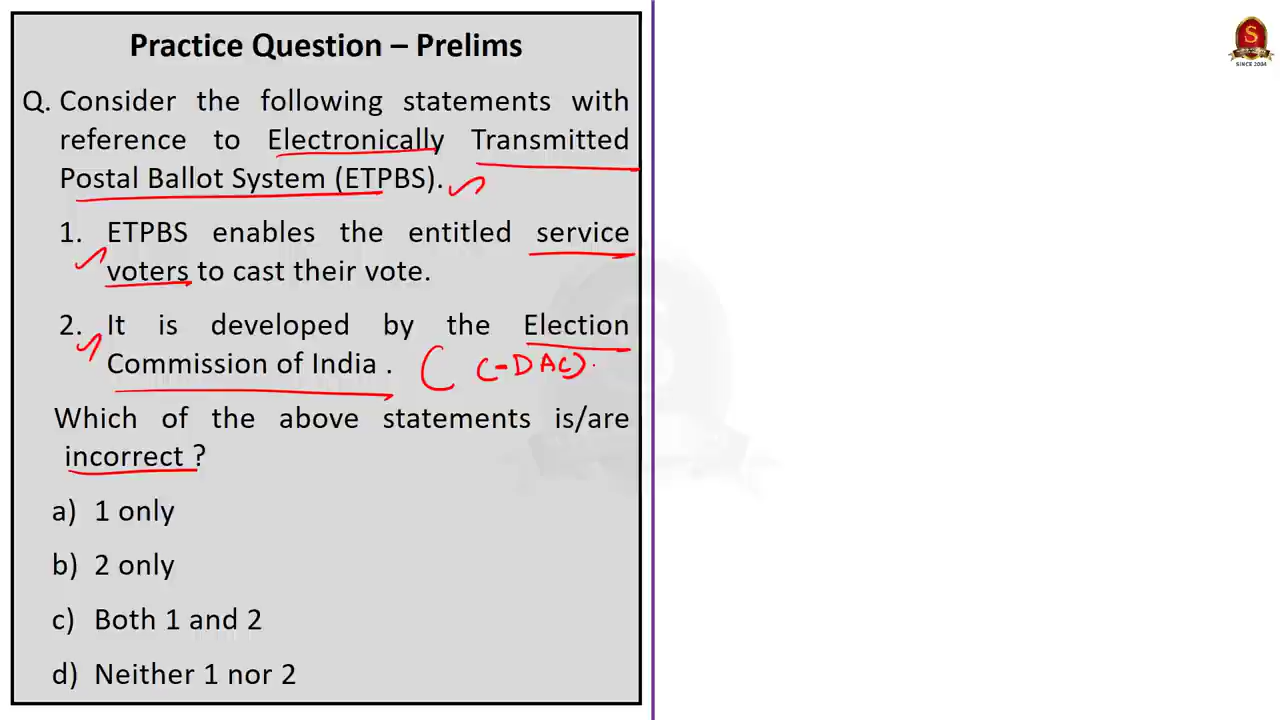 Practice Question – Prelims
S
SINCE 2004
Q. Consider the following statements with
reference to Electronically Transmitted
Postal Ballot System (ETPBS).
1. ETPBS enables the entitled service
voters to cast their vote.
2. It is developed by the Election
Commission of India .
( C-DAC).
Which of the above statements is/are
incorrect ?
a) 1 only
b) 2 only
c) Both 1 and 2
d) Neither 1 nor 2